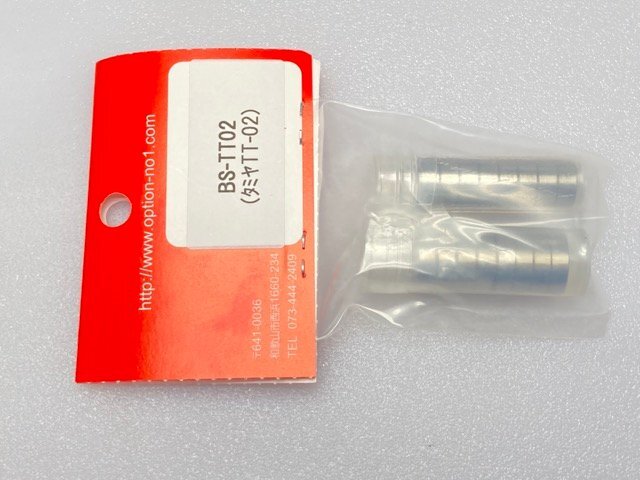 BS-TT02
(ﾀﾐﾔTT-02)
http://www.option-no1.com
〒641-0036
和歌山市西浜1660-234
TEL 073-444-2409